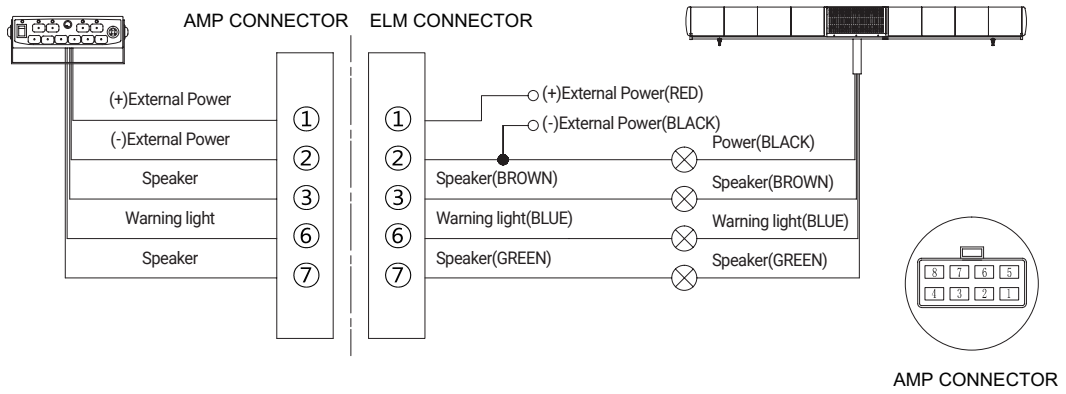 AMP CONNECTOR
ELM CONNECTOR
(+)External Power
①
①
(+)External Power(RED)
(-)External Power
(-)External Power(BLACK)
②
②
Power(BLACK)
Speaker
③
③
Speaker(BROWN)
Speaker(BROWN)
Warning light
⑥
⑥
Warning light(BLUE)
Warning light(BLUE)
Speaker
⑦
⑦
Speaker(GREEN)
Speaker(GREEN)
8 7 6 5
4 3 2 1
AMP CONNECTOR